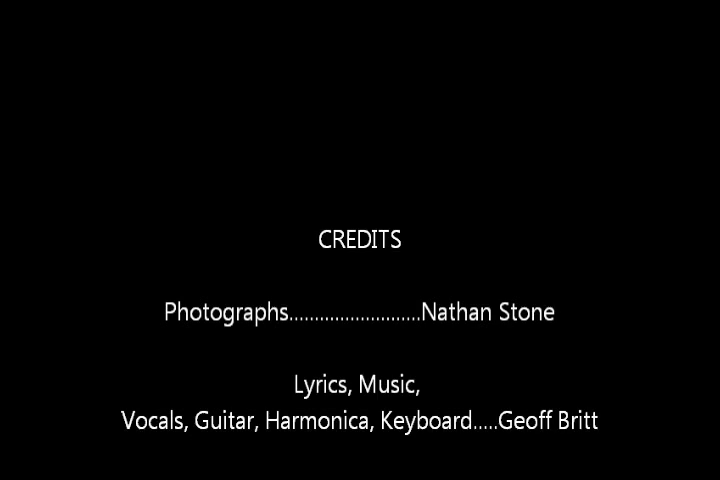 CREDITS
Photographs..........................Nathan Stone
Lyrics, Music,
Vocals, Guitar, Harmonica, Keyboard.....Geoff Britt